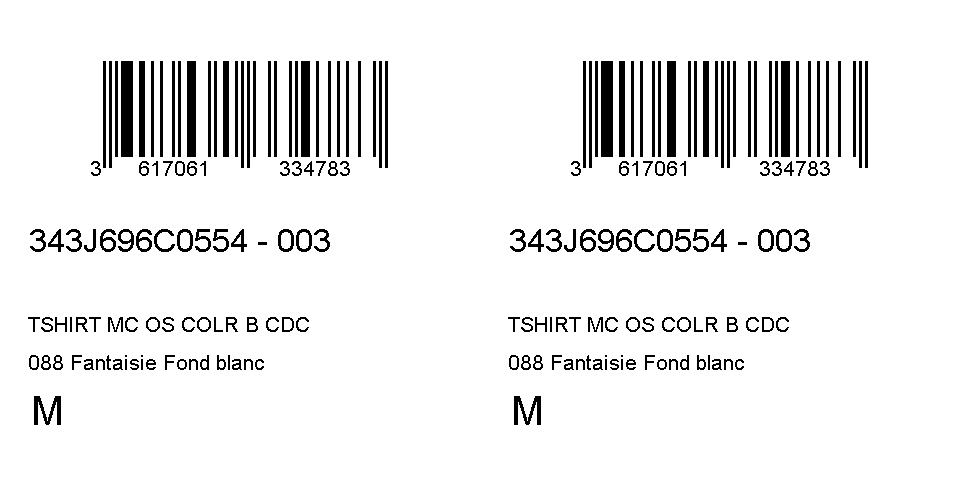 3 617061 334783 3 617061 334783
343J696C0554 - 003 343J696C0554 - 003
TSHIRT MC OS COLR B CDC TSHIRT MC OS COLR B CDC
088 Fantaisie Fond blanc 088 Fantaisie Fond blanc
M M